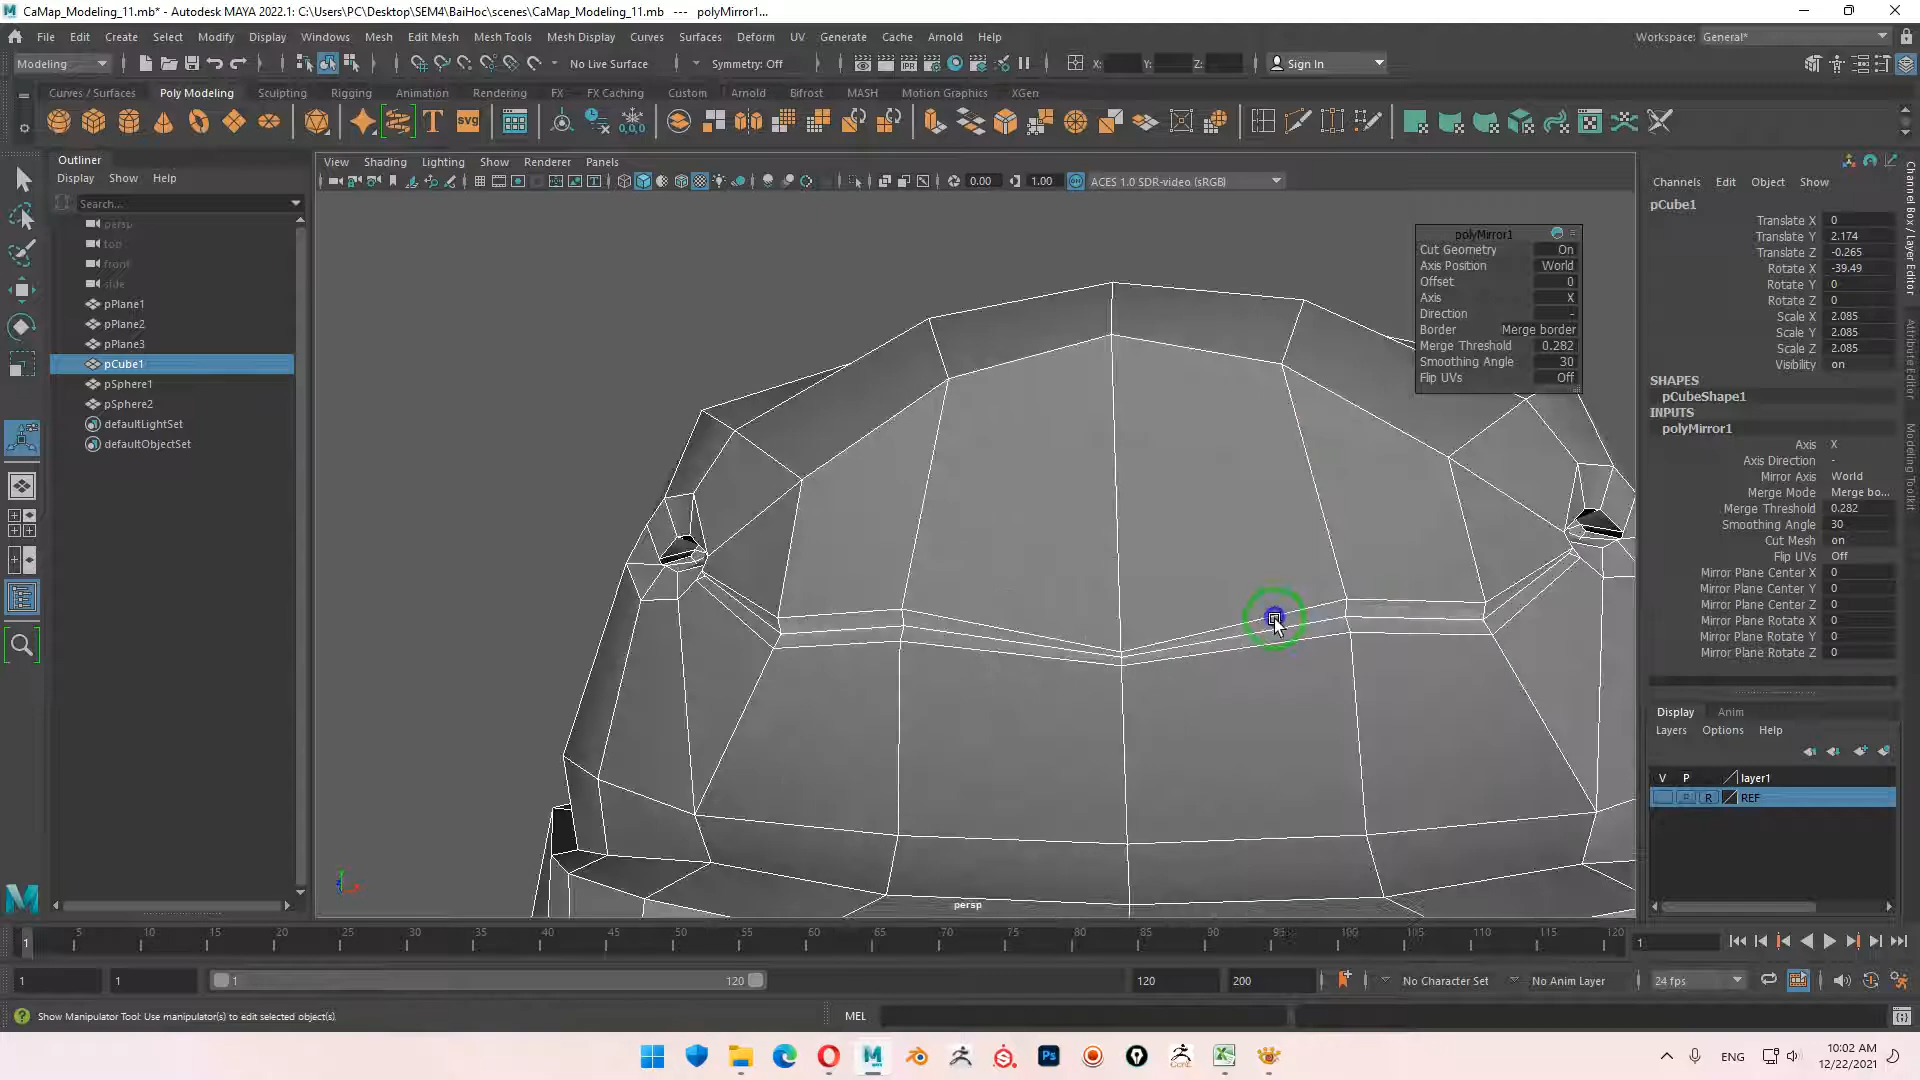 CaMap_Modeling_11.mb* - Autodesk MAYA 2022.1: C:\Users\PC\Desktop\SEM4\BaiHoc\scenes\CaMap_Modeling_11.mb --- polyMirror1...
File Edit Create Select Modify Display Windows Mesh Edit Mesh Mesh Tools Mesh Display Curves Surfaces Deform UV Generate Cache Arnold Help
Workspace: General*
Modeling
No Live Surface
Symmetry: Off
X:
Y:
Z:
Sign In
Curves / Surfaces Poly Modeling Sculpting Rigging Animation Rendering FX FX Caching Custom Arnold Bifrost MASH Motion Graphics XGen
T
SVG
0,0,0
Outliner
Display Show Help
Search...
persp
top
front
side
pPlane1
pPlane2
pPlane3
pCube1
pSphere1
pSphere2
defaultLightSet
defaultObjectSet
View Shading Lighting Show Renderer Panels
0.00
1.00
ACES 1.0 SDR-video (sRGB)
polyMirror1
Cut Geometry On
Axis Position World
Offset 0
Axis X
Direction -
Border Merge border
Merge Threshold 0.282
Smoothing Angle 30
Flip UVs Off
persp
Channels Edit Object Show
pCube1
Translate X 0
Translate Y 2.174
Translate Z -0.265
Rotate X -39.49
Rotate Y 0
Rotate Z 0
Scale X 2.085
Scale Y 2.085
Scale Z 2.085
Visibility on
SHAPES
pCubeShape1
INPUTS
polyMirror1
Axis X
Axis Direction -
Mirror Axis World
Merge Mode Merge bo...
Merge Threshold 0.282
Smoothing Angle 30
Cut Mesh on
Flip UVs Off
Mirror Plane Center X 0
Mirror Plane Center Y 0
Mirror Plane Center Z 0
Mirror Plane Rotate X 0
Mirror Plane Rotate Y 0
Mirror Plane Rotate Z 0
Channel Box / Layer Editor
Attribute Editor
Modeling Toolkit
Display Anim
Layers Options Help
V P layer1
R REF
1 5 10 15 20 25 30 35 40 45 50 55 60 65 70 75 80 85 90 95 100 105 110 115 120
1
1
1
1
120
120
200
No Character Set
No Anim Layer
24 fps
Show Manipulator Tool: Use manipulator(s) to edit selected object(s).
MEL
ENG
10:02 AM
12/22/2021